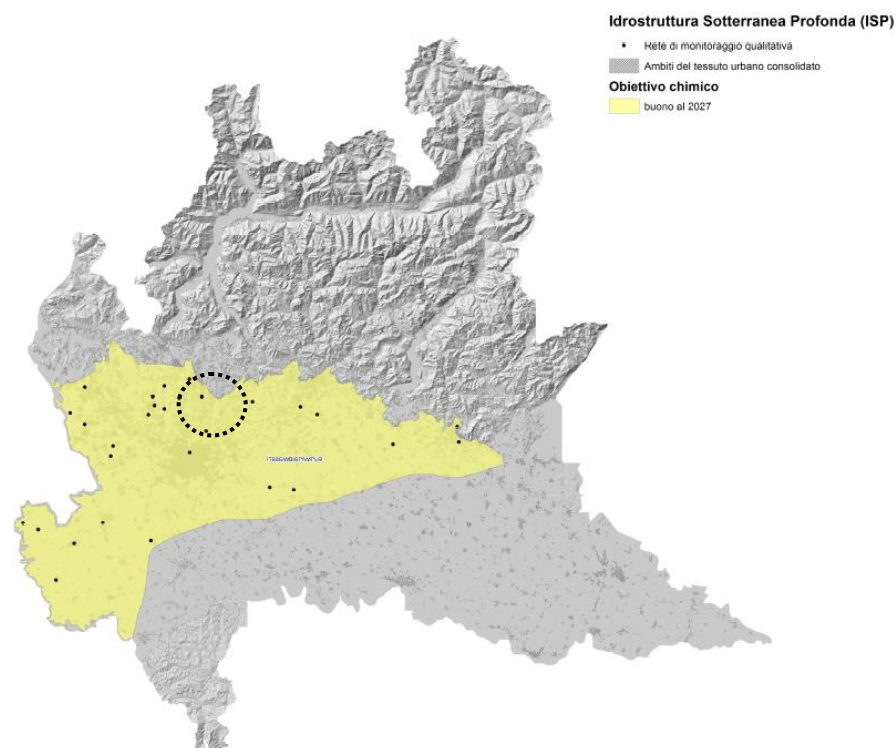 Idrostruttura Sotterranea Profonda (ISP)
Rete di monitoraggio qualitativa
Ambiti del tessuto urbano consolidato
Obiettivo chimico
buono al 2027